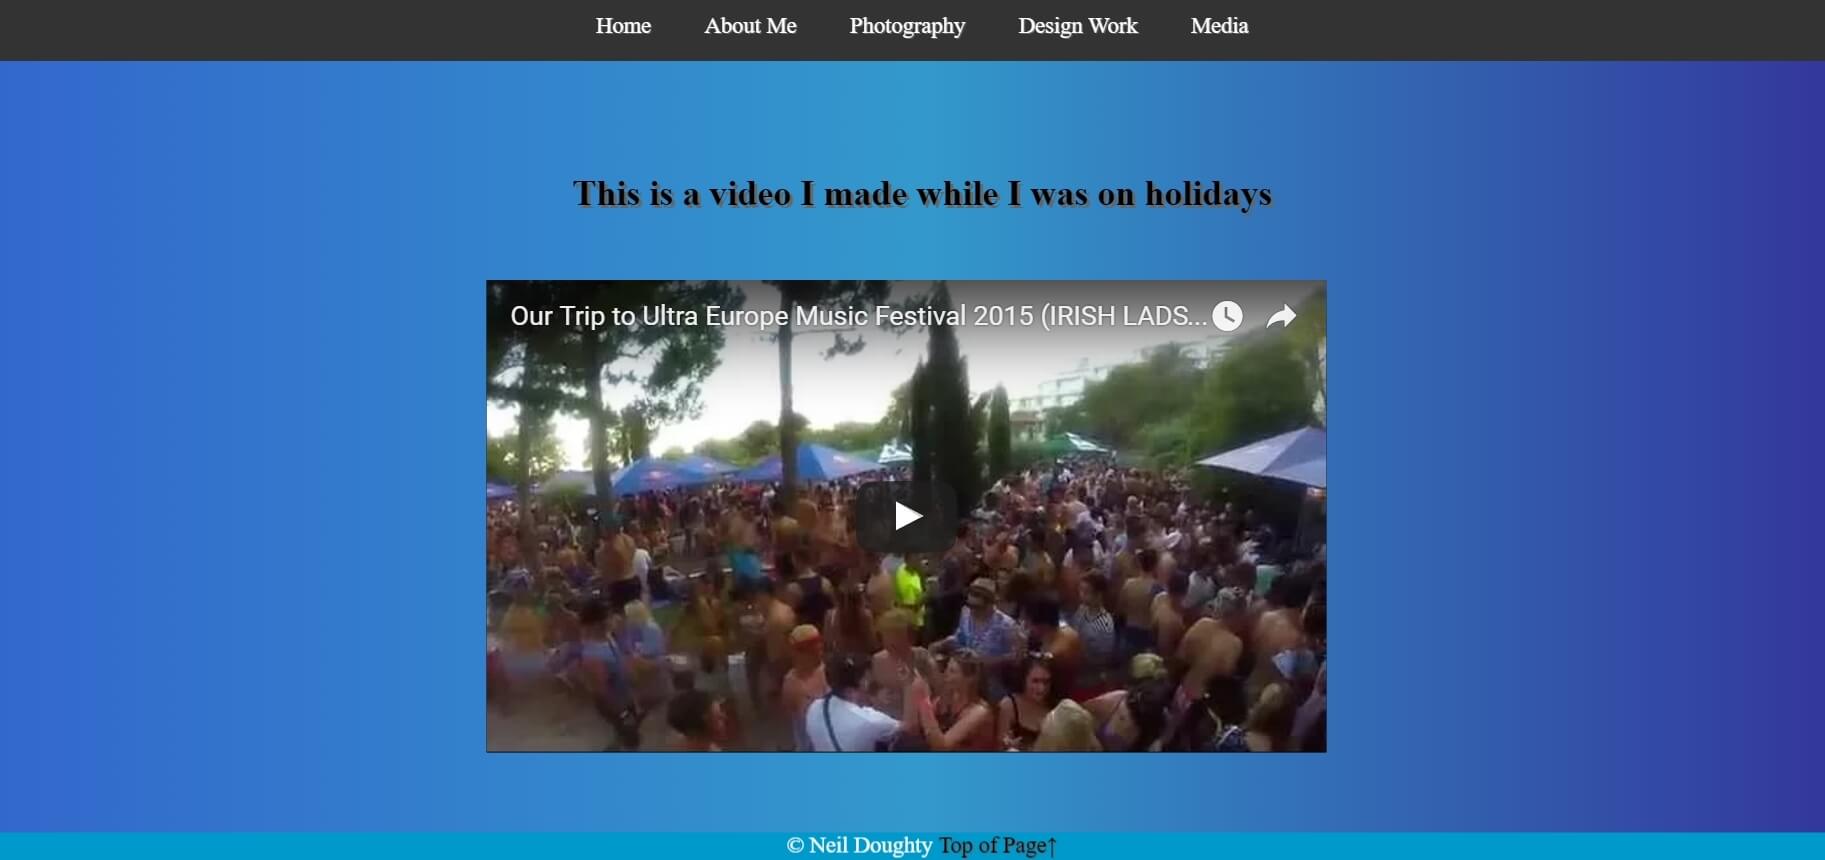 Home About Me Photography Design Work Media
This is a video I made while I was on holidays
Our Trip to Ultra Europe Music Festival 2015 (IRISH LADS...
© Neil Doughty Top of Page↑